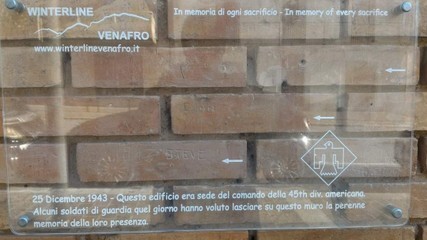 WINTERLINE
VENAFRO
www.winterlinevenafro.it
In memoria di ogni sacrificio - In memory of every sacrifice
25 Dicembre 1943 - Questo edificio era sede del comando della 45th div. americana.
Alcuni soldati di guardia quel giorno hanno voluto lasciare su questo muro la perenne
memoria della loro presenza.